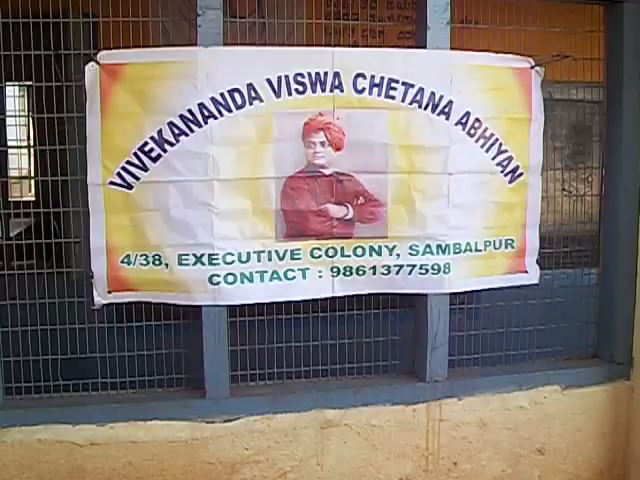 VIVEKANANDA VISWA CHETANA ABHIYAN
4/38, EXECUTIVE COLONY, SAMBALPUR
CONTACT : 9861377598